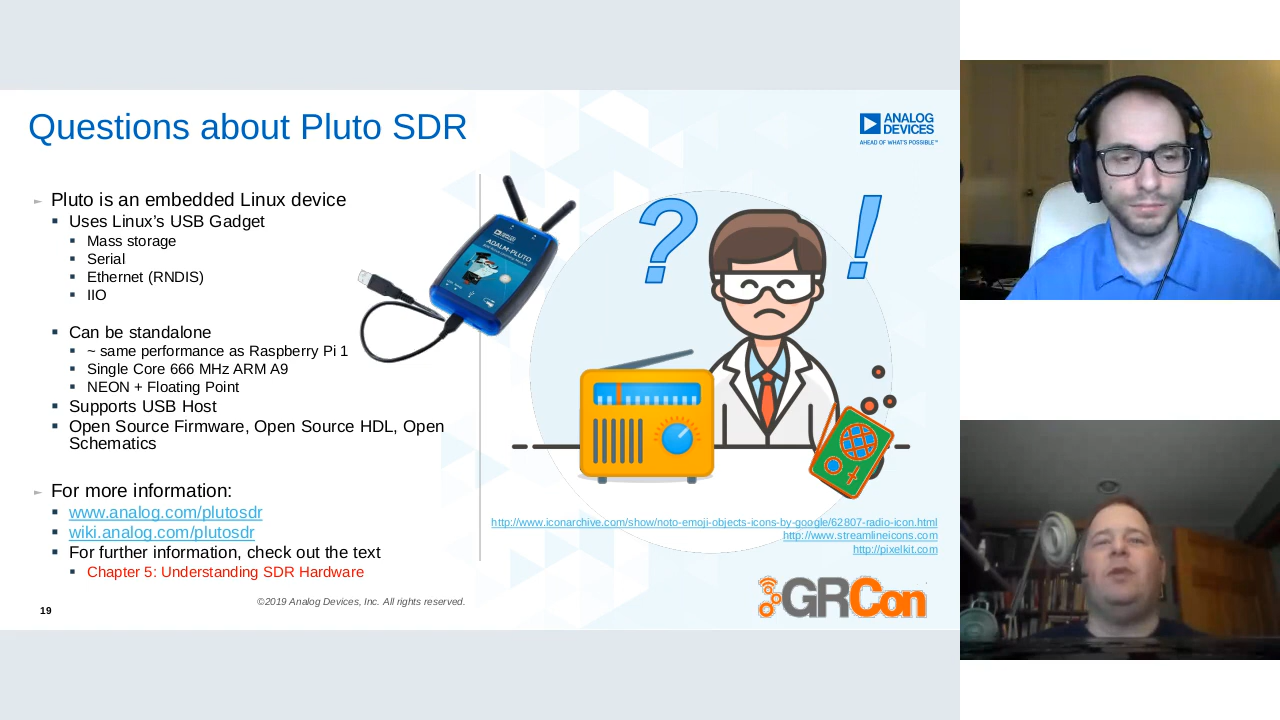 Questions about Pluto SDR
ANALOG
DEVICES
AHEAD OF WHAT'S POSSIBLE™
Pluto is an embedded Linux device
Uses Linux's USB Gadget
Mass storage
Serial
Ethernet (RNDIS)
IIO
Can be standalone
~ same performance as Raspberry Pi 1
Single Core 666 MHz ARM A9
NEON + Floating Point
Supports USB Host
Open Source Firmware, Open Source HDL, Open
Schematics
For more information:
www.analog.com/plutosdr
wiki.analog.com/plutosdr
For further information, check out the text
Chapter 5: Understanding SDR Hardware
ADALM-PLUTO
?
!
http://www.iconarchive.com/show/noto-emoji-objects-icons-by-google/62807-radio-icon.html
http://www.streamlineicons.com
http://pixelkit.com
©2019 Analog Devices, Inc. All rights reserved.
19
GRCon